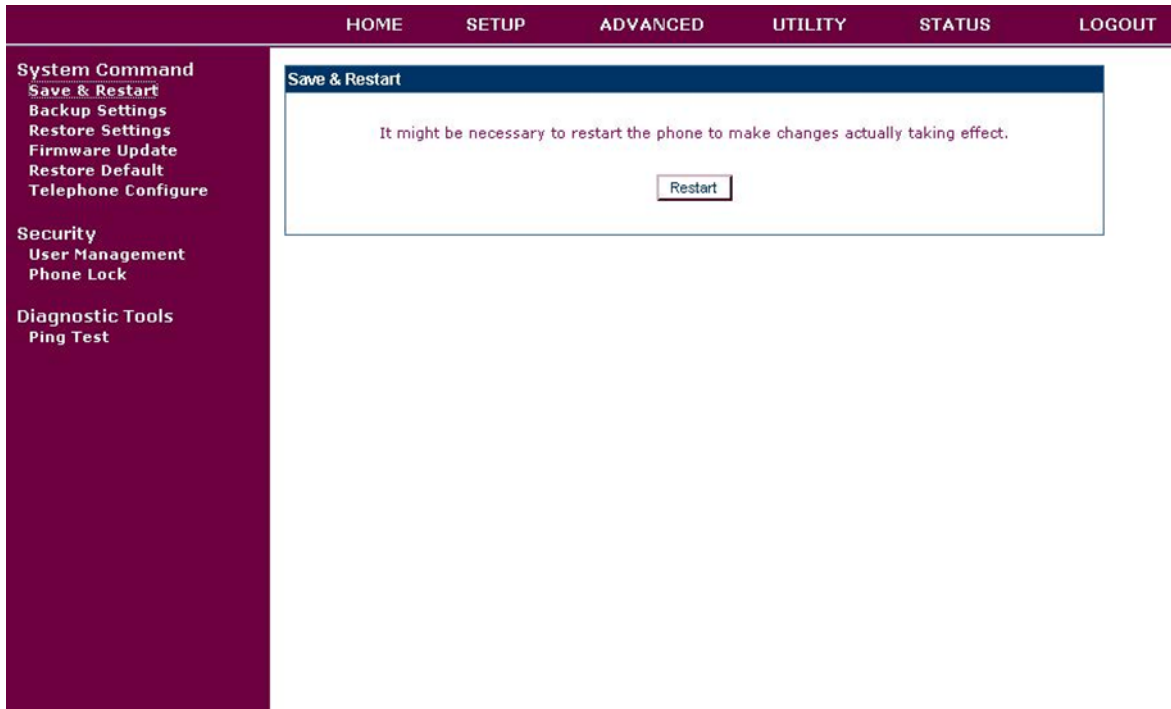 HOME SETUP ADVANCED UTILITY STATUS LOGOUT
System Command
Save & Restart
Backup Settings
Restore Settings
Firmware Update
Restore Default
Telephone Configure
Security
User Management
Phone Lock
Diagnostic Tools
Ping Test
Save & Restart
It might be necessary to restart the phone to make changes actually taking effect.
Restart